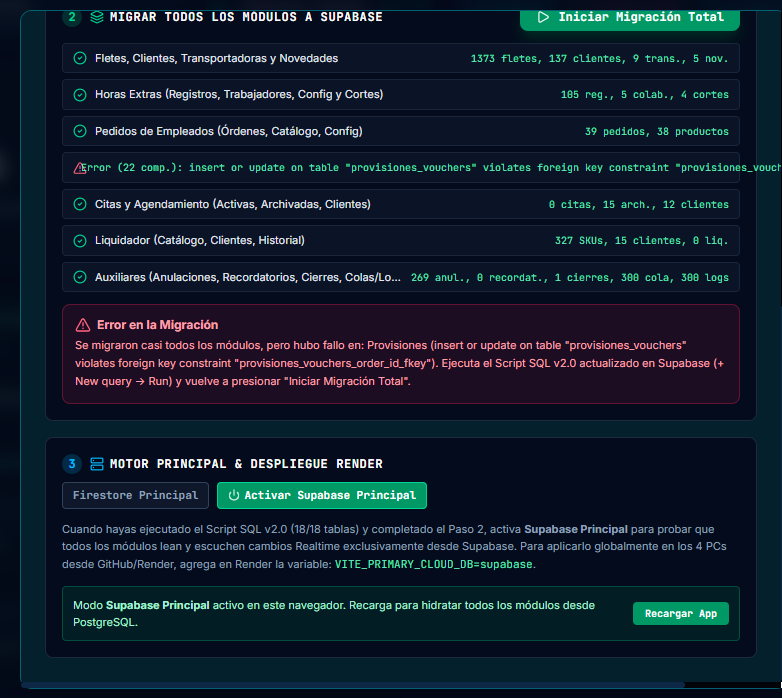 2 MIGRAR TODOS LOS MODULOS A SUPABASE
Iniciar Migración Total
Fletes, Clientes, Transportadoras y Novedades 1373 fletes, 137 clientes, 9 trans., 5 nov.
Horas Extras (Registros, Trabajadores, Config y Cortes) 105 reg., 5 colab., 4 cortes
Pedidos de Empleados (Órdenes, Catálogo, Config) 39 pedidos, 38 productos
Error (22 comp.): insert or update on table "provisiones_vouchers" violates foreign key constraint "provisiones_vouch
Citas y Agendamiento (Activas, Archivadas, Clientes) 0 citas, 15 arch., 12 clientes
Liquidador (Catálogo, Clientes, Historial) 327 SKUs, 15 clientes, 0 liq.
Auxiliares (Anulaciones, Recordatorios, Cierres, Colas/Lo... 269 anul., 0 recordat., 1 cierres, 300 cola, 300 logs
Error en la Migración
Se migraron casi todos los módulos, pero hubo fallo en: Provisiones (insert or update on table "provisiones_vouchers"
violates foreign key constraint "provisiones_vouchers_order_id_fkey"). Ejecuta el Script SQL v2.0 actualizado en Supabase (+
New query → Run) y vuelve a presionar "Iniciar Migración Total".
3 MOTOR PRINCIPAL & DESPLIEGUE RENDER
Firestore Principal
Activar Supabase Principal
Cuando hayas ejecutado el Script SQL v2.0 (18/18 tablas) y completado el Paso 2, activa Supabase Principal para probar que
todos los módulos lean y escuchen cambios Realtime exclusivamente desde Supabase. Para aplicarlo globalmente en los 4 PCs
desde GitHub/Render, agrega en Render la variable: VITE_PRIMARY_CLOUD_DB=supabase.
Modo Supabase Principal activo en este navegador. Recarga para hidratar todos los módulos desde
PostgreSQL.
Recargar App